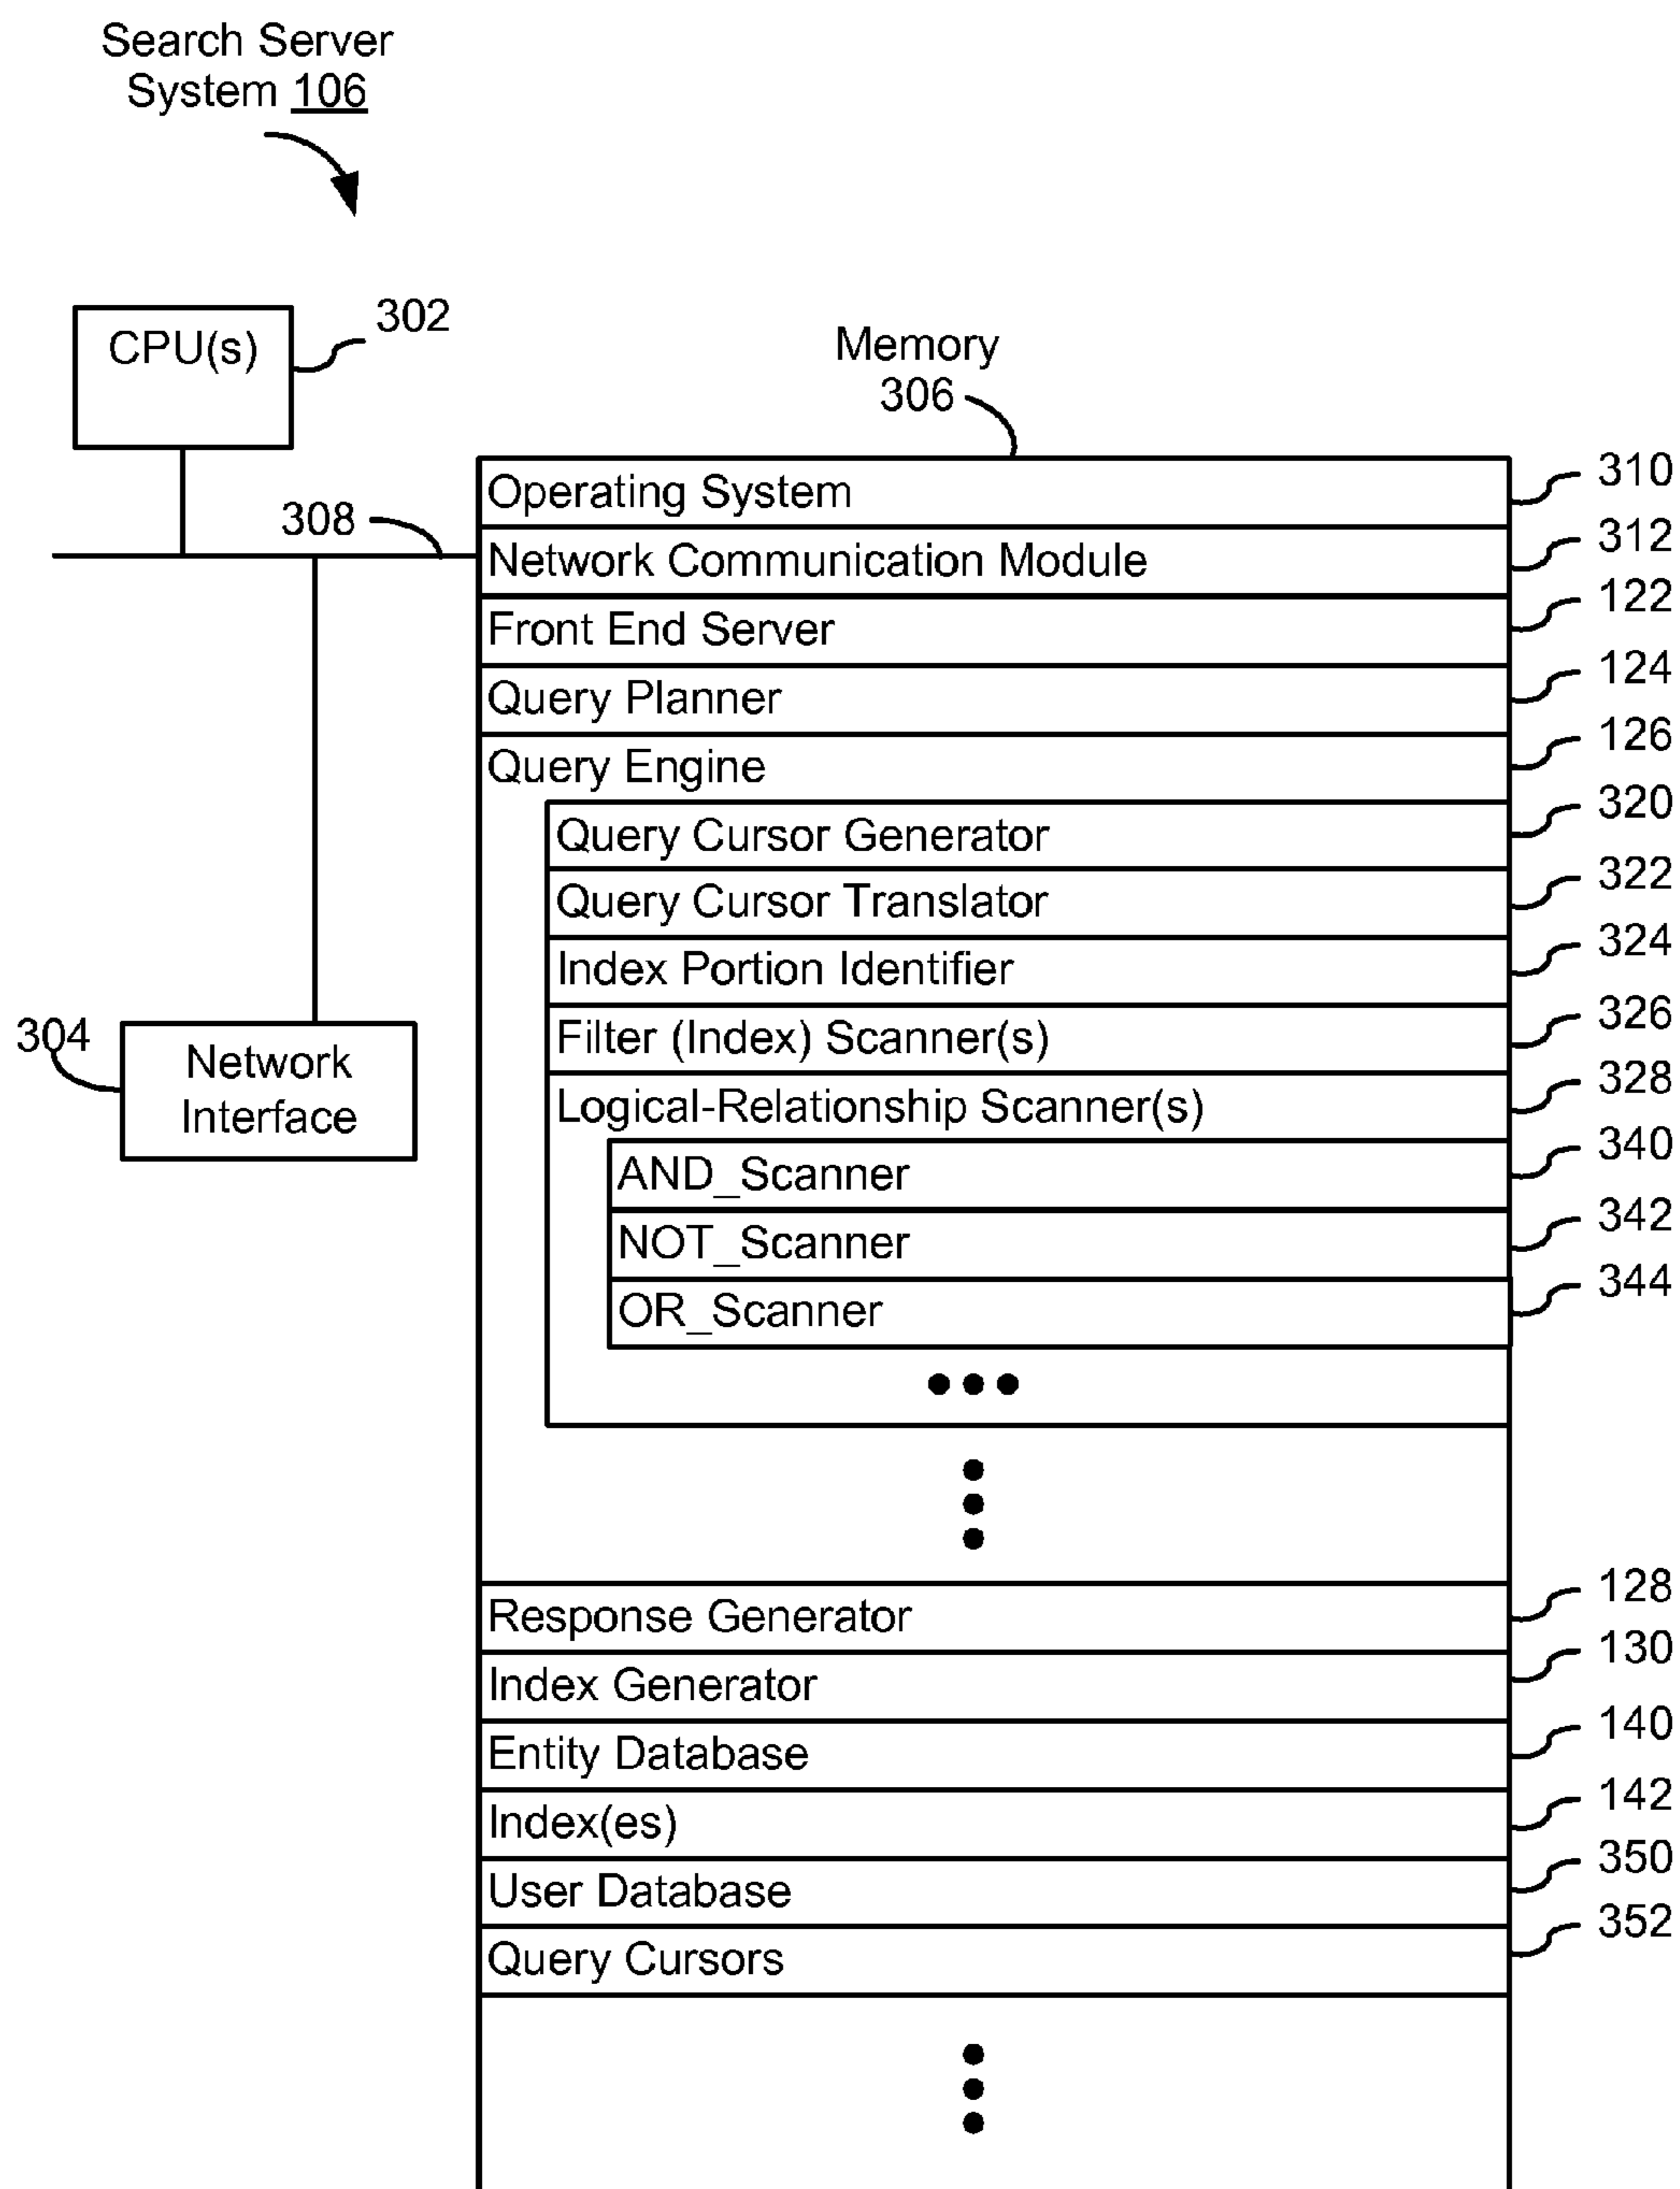 Search Server
System 106
CPU(s)
302
Memory
306
308
304
Network
Interface
Operating System
310
Network Communication Module
312
Front End Server
122
Query Planner
124
Query Engine
126
Query Cursor Generator
320
Query Cursor Translator
322
Index Portion Identifier
324
Filter (Index) Scanner(s)
326
Logical-Relationship Scanner(s)
328
AND_Scanner
340
NOT_Scanner
342
OR_Scanner
344
Response Generator
128
Index Generator
130
Entity Database
140
Index(es)
142
User Database
350
Query Cursors
352